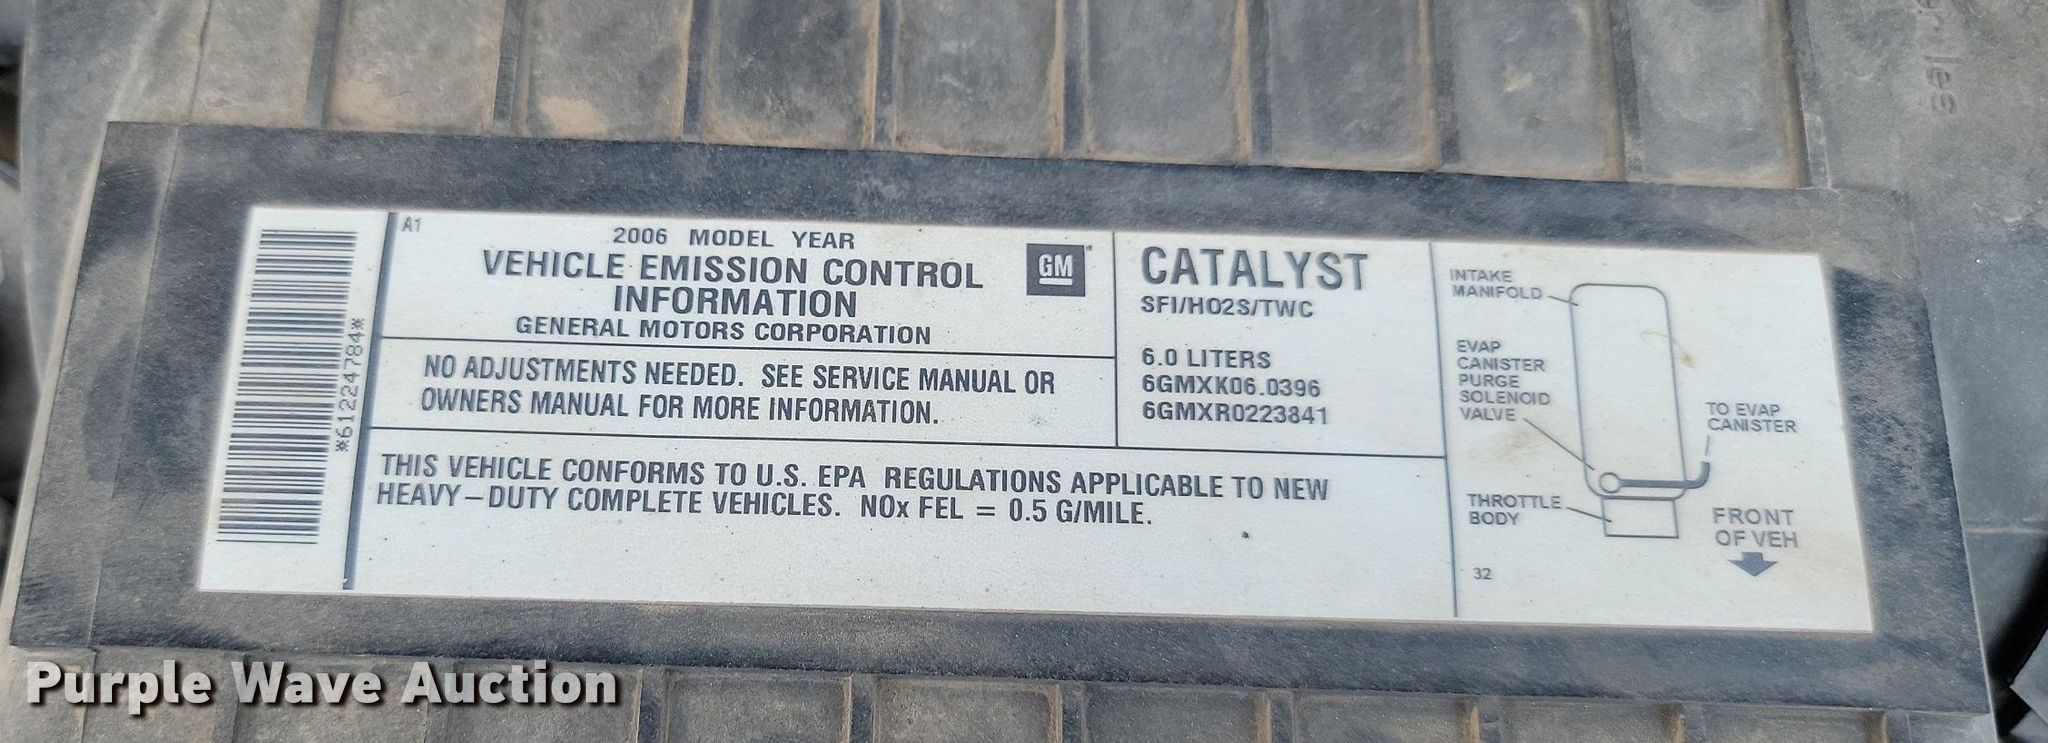 A1
2006 MODEL YEAR
VEHICLE EMISSION CONTROL
INFORMATION
GENERAL MOTORS CORPORATION
GM
NO ADJUSTMENTS NEEDED. SEE SERVICE MANUAL OR
OWNERS MANUAL FOR MORE INFORMATION.
THIS VEHICLE CONFORMS TO U.S. EPA REGULATIONS APPLICABLE TO NEW
HEAVY-DUTY COMPLETE VEHICLES. NOx FEL = 0.5 G/MILE.
*61224784*
CATALYST
SFI/HO2S/TWC
6.0 LITERS
6GMXK06.0396
6GMXR0223841
INTAKE
MANIFOLD
EVAP
CANISTER
PURGE
SOLENOID
VALVE
TO EVAP
CANISTER
THROTTLE
BODY
FRONT
OF VEH
32
Purple Wave Auction